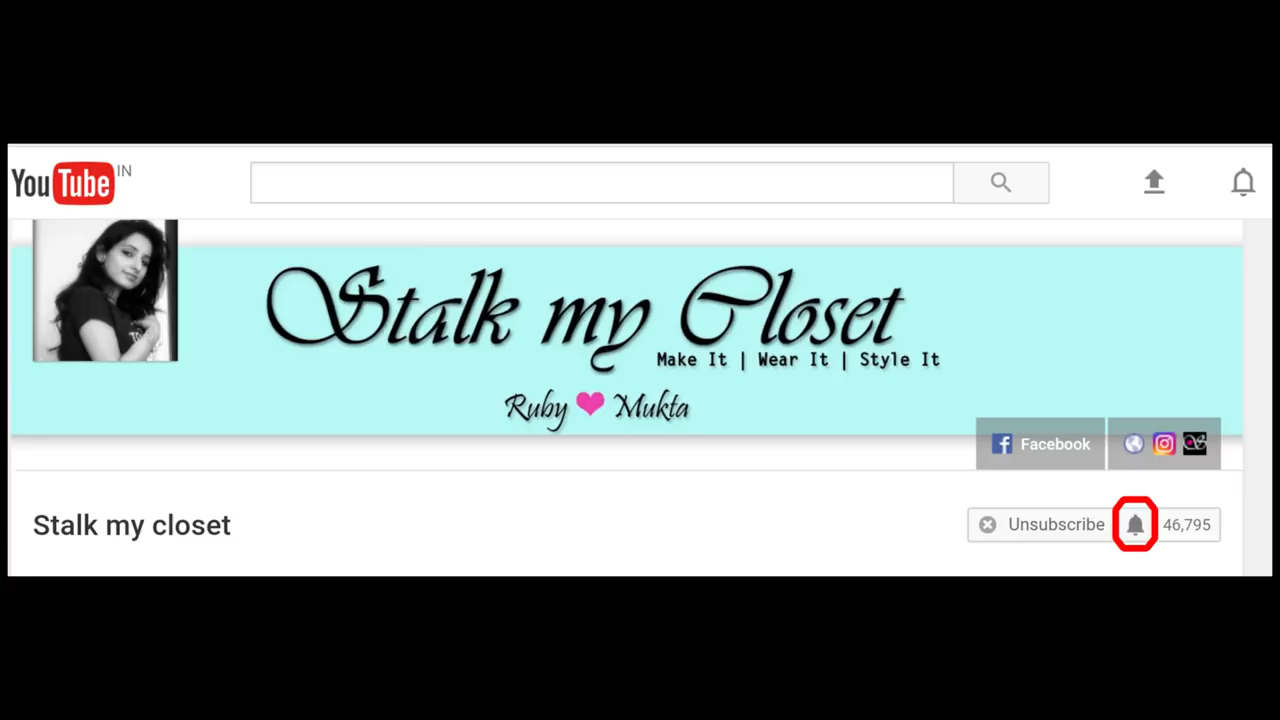 YouTube IN
Stalk my Closet
Make It | Wear It | Style It
Ruby ❤ Mukta
Facebook
Stalk my closet
Unsubscribe 46,795